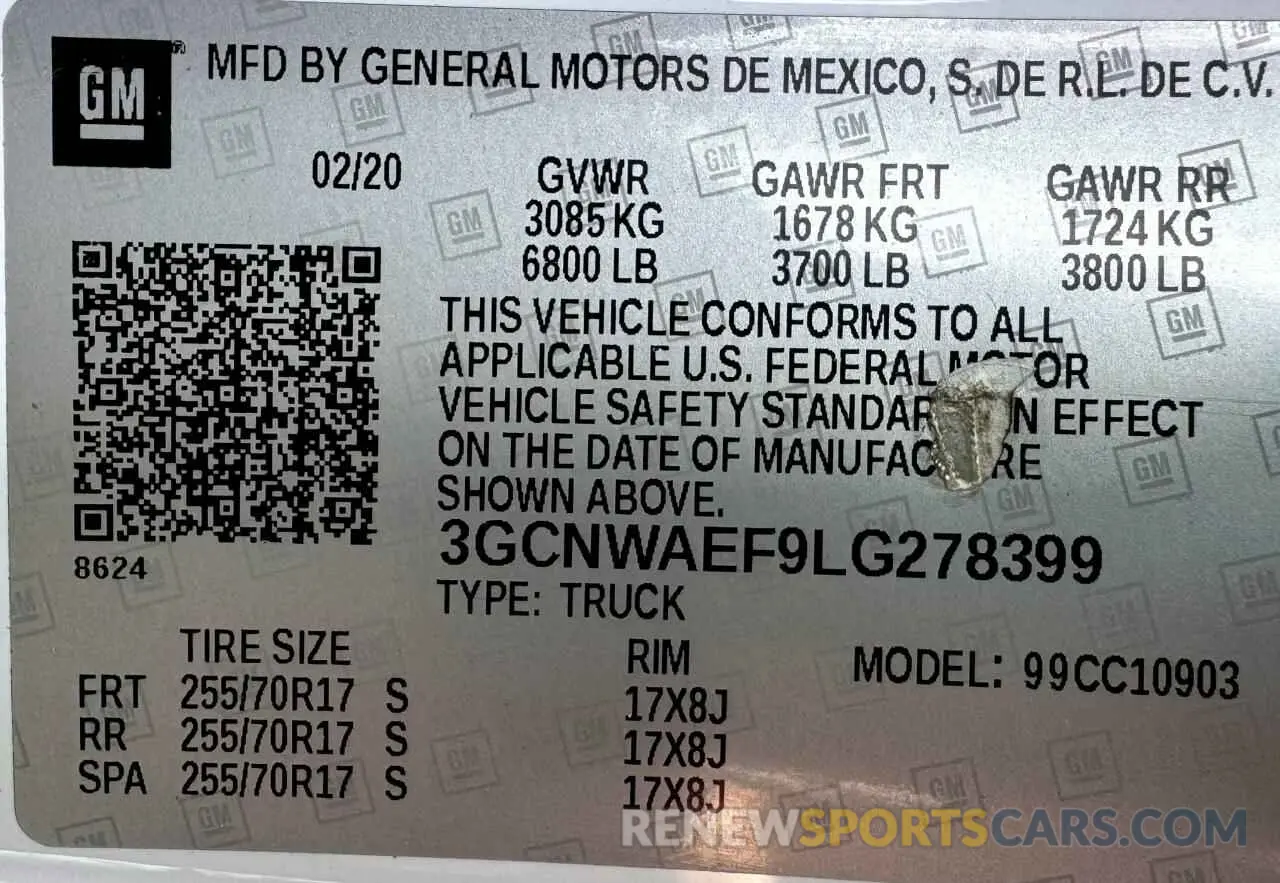 GM ® MFD BY GENERAL MOTORS DE MEXICO, S. DE R.L. DE C.V.
02/20 GVWR GAWR FRT GAWR RR
3085 KG 1678 KG 1724 KG
6800 LB 3700 LB 3800 LB
THIS VEHICLE CONFORMS TO ALL
APPLICABLE U.S. FEDERAL
VEHICLE SAFETY EFFECT
ON THE DATE OF
SHOWN ABOVE.
3GCNWAEF9LG278399
8624
TYPE: TRUCK
TIRE SIZE RIM MODEL: 99CC10903
FRT 255/70R17 S 17X8J
RR 255/70R17 S 17X8J
SPA 255/70R17 S 17X8J
RENEWSPORTSCARS.COM